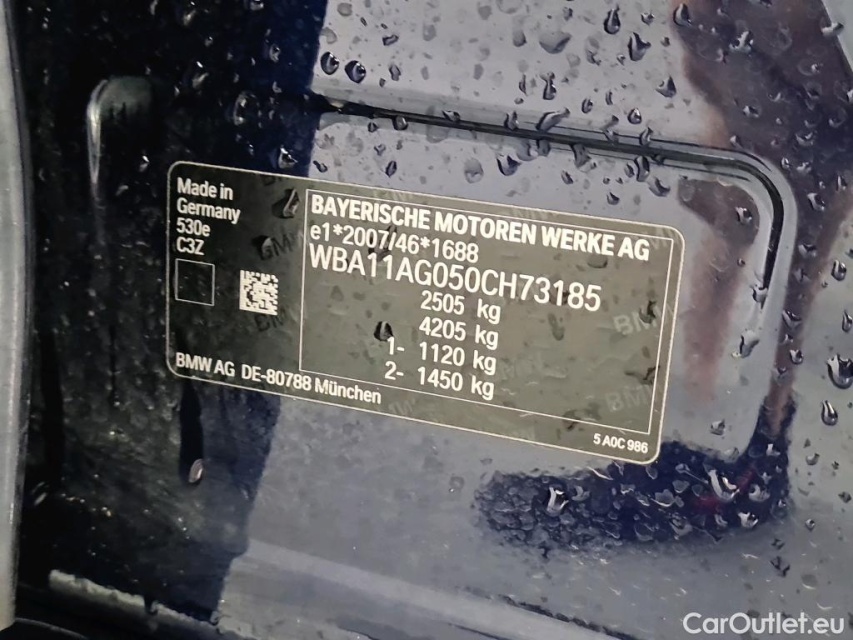 Made in
Germany
530e
C3Z
BMW AG DE-80788 München
BAYERISCHE MOTOREN WERKE AG
e1*2007/46*1688
WBA11AG050CH73185
2505 kg
4205 kg
1- 1120 kg
2- 1450 kg
5 A0C 986
CarOutlet.eu